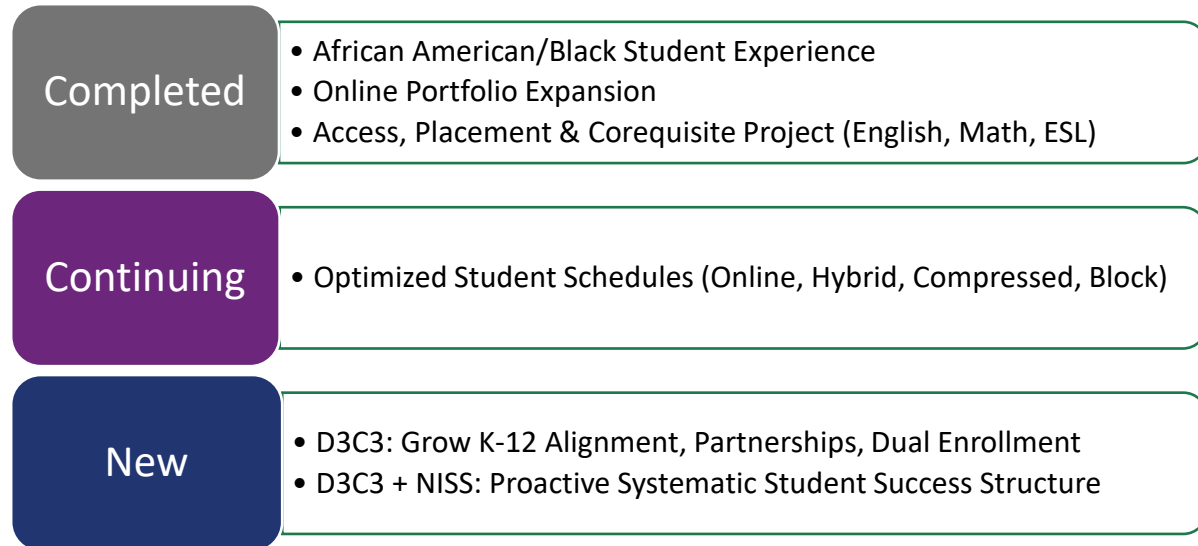 Completed
• African American/Black Student Experience
• Online Portfolio Expansion
• Access, Placement & Corequisite Project (English, Math, ESL)
Continuing
• Optimized Student Schedules (Online, Hybrid, Compressed, Block)
New
• D3C3: Grow K-12 Alignment, Partnerships, Dual Enrollment
• D3C3 + NISS: Proactive Systematic Student Success Structure